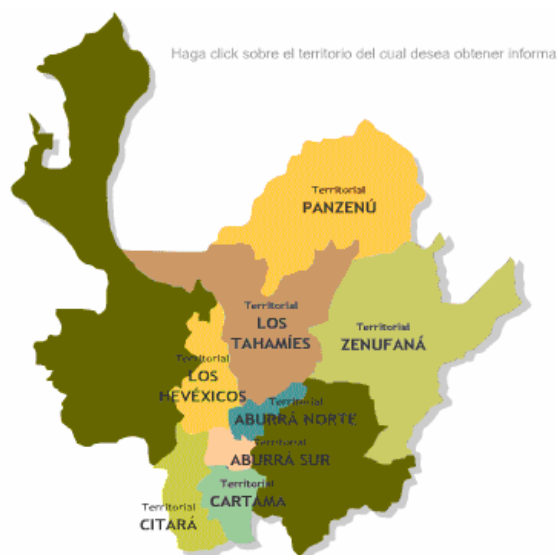 Haga click sobre el territorio del cual desea obtener informa
Territorial
PANZENÚ
Territorial
LOS
TAHAMÍES
Territorial
ZENUFANÁ
Territorial
LOS
HEVÉXICOS
Territorial
ABURRÁ NORTE
Territorial
ABURRÁ SUR
Territorial
CARTAMA
Territorial
CITARÁ